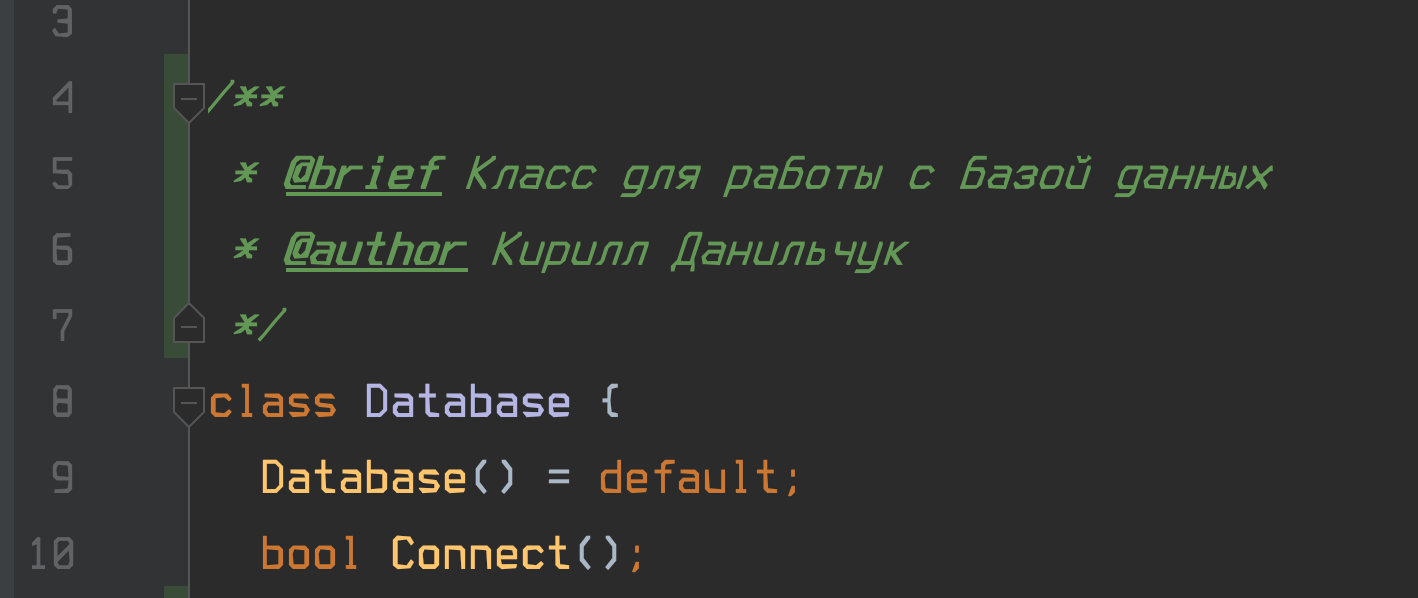 3
4 /**
5  * @brief Класс для работы с базой данных
6  * @author Кирилл Данильчук
7  */
8 class Database {
9   Database() = default;
10   bool Connect();